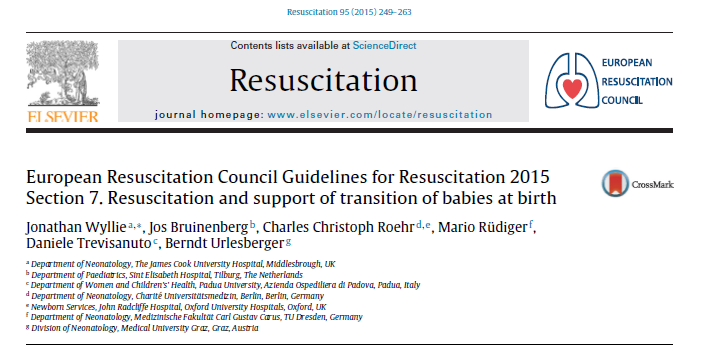 Resuscitation 95 (2015) 249–263
Contents lists available at ScienceDirect
Resuscitation
journal homepage: www.elsevier.com/locate/resuscitation
ELSEVIER
EUROPEAN
RESUSCITATION
COUNCIL
European Resuscitation Council Guidelines for Resuscitation 2015
Section 7. Resuscitation and support of transition of babies at birth
CrossMark
Jonathan Wyllie a,∗, Jos Bruinenberg b, Charles Christoph Roehr d,e, Mario Rüdiger f,
Daniele Trevisanuto c, Berndt Urlesberger g
a Department of Neonatology, The James Cook University Hospital, Middlesbrough, UK
b Department of Paediatrics, Sint Elisabeth Hospital, Tilburg, The Netherlands
c Department of Women and Children's' Health, Padua University, Azienda Ospediliera di Padova, Padua, Italy
d Department of Neonatology, Charité Universitätsmedizin, Berlin, Berlin, Germany
e Newborn Services, John Radcliffe Hospital, Oxford University Hospitals, Oxford, UK
f Department of Neonatology, Medizinische Fakultät Carl Gustav Carus, TU Dresden, Germany
g Division of Neonatology, Medical University Graz, Graz, Austria